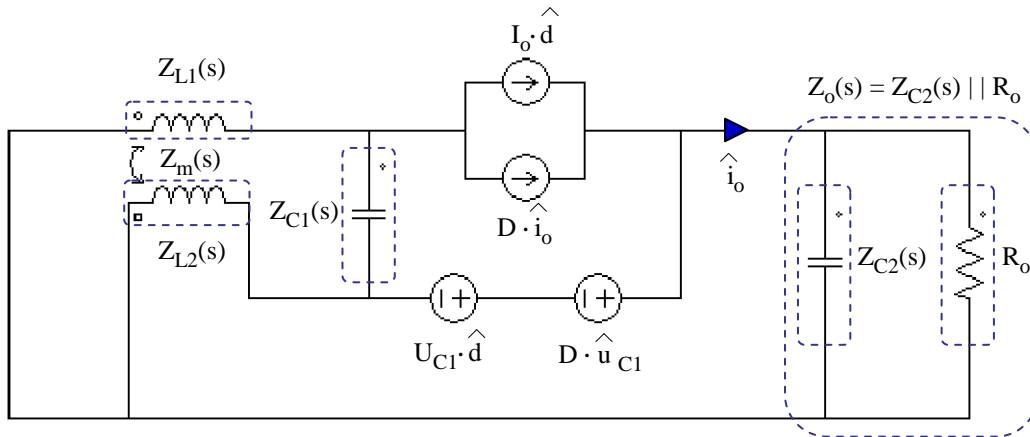 I_o · d̂
Z_L1(s)
Z_o(s) = Z_C2(s) | | R_o
Z_m(s)
î_o
Z_C1(s)
D · î_o
Z_L2(s)
Z_C2(s)
R_o
U_C1 · d̂
D · û_C1